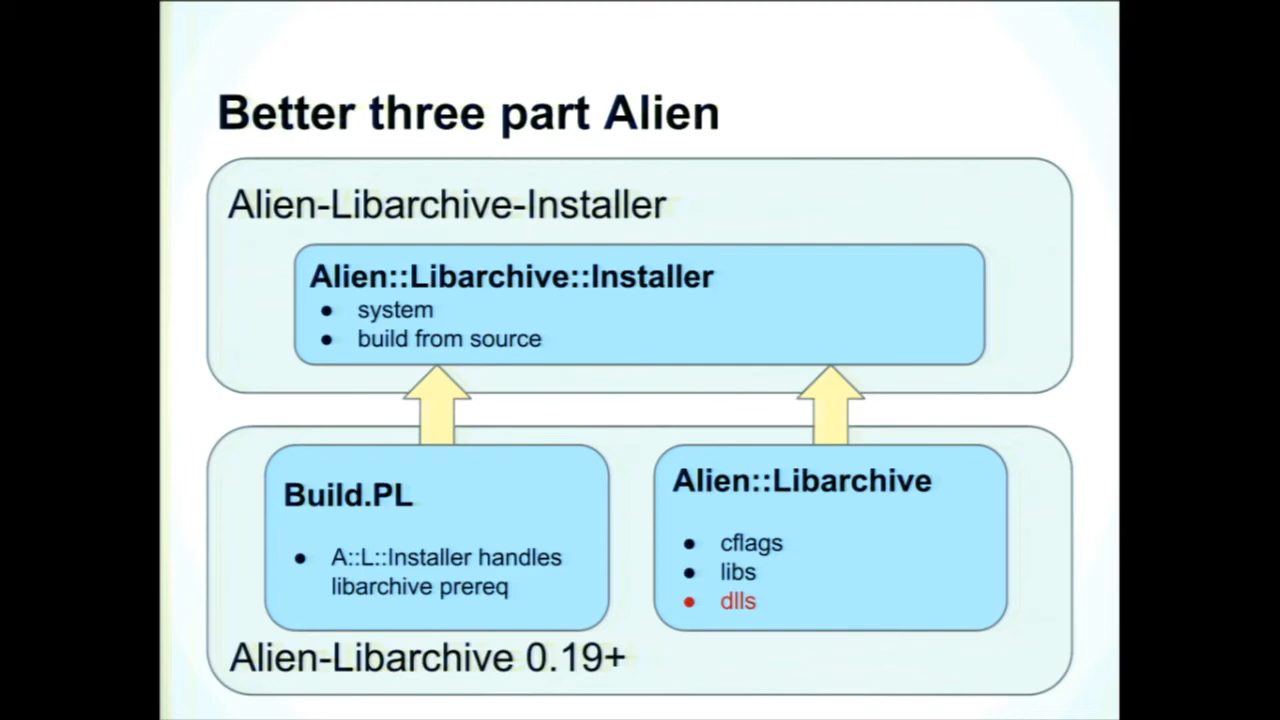 Better three part Alien
Alien-Libarchive-Installer
Alien::Libarchive::Installer
● system
● build from source
Build.PL
● A::L::Installer handles
libarchive prereq
Alien::Libarchive
● cflags
● libs
● dlls
Alien-Libarchive 0.19+